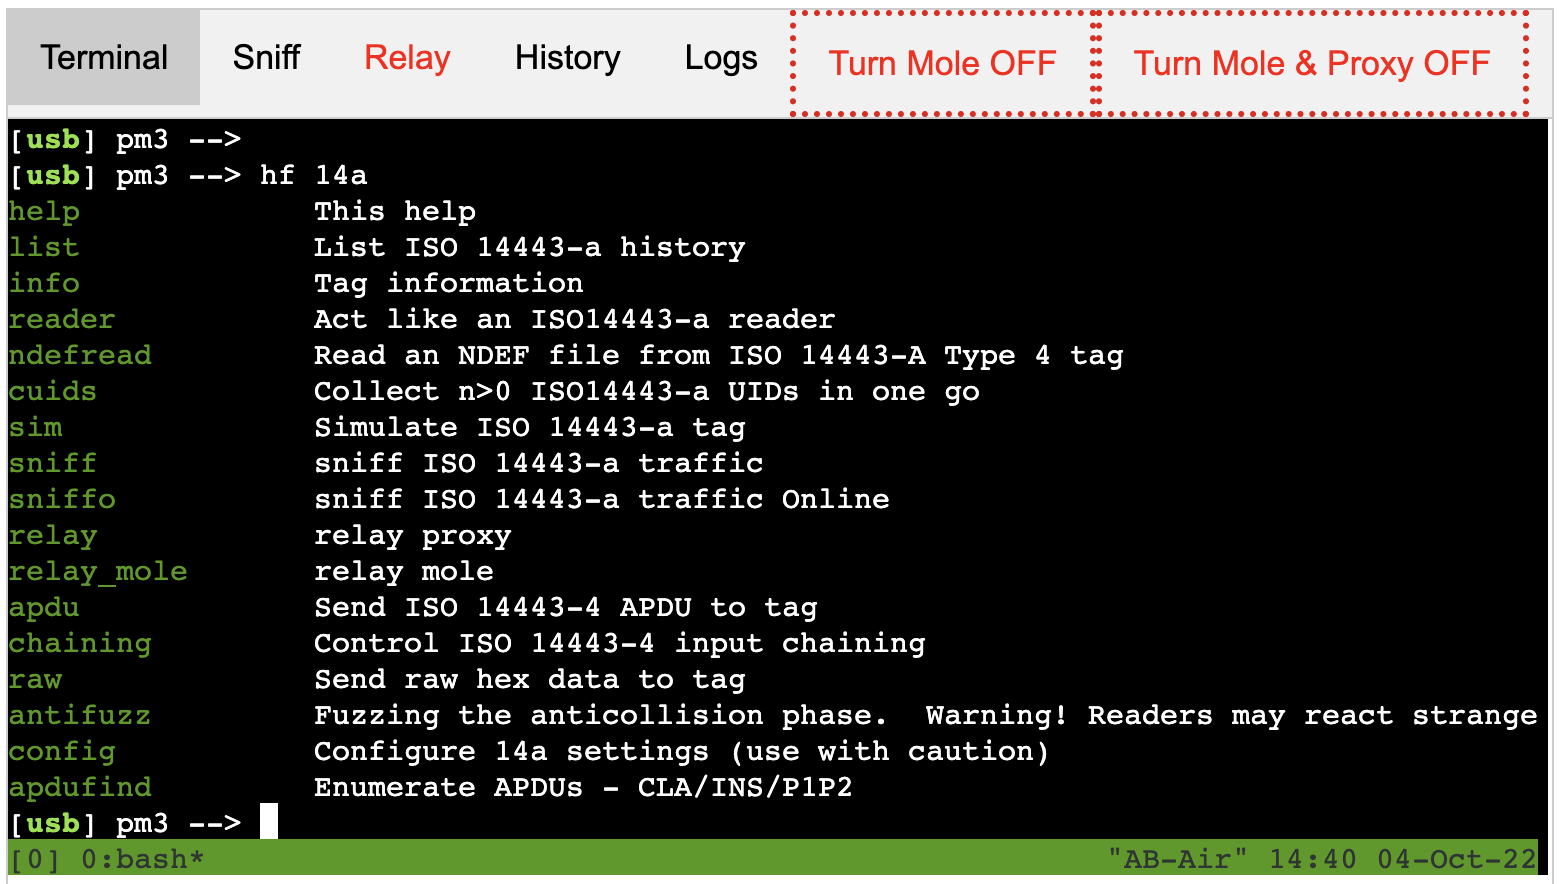 Terminal Sniff Relay History Logs Turn Mole OFF Turn Mole & Proxy OFF
[usb] pm3 -->
[usb] pm3 --> hf 14a
help This help
list List ISO 14443-a history
info Tag information
reader Act like an ISO14443-a reader
ndefread Read an NDEF file from ISO 14443-A Type 4 tag
cuids Collect n>0 ISO14443-a UIDs in one go
sim Simulate ISO 14443-a tag
sniff sniff ISO 14443-a traffic
sniffo sniff ISO 14443-a traffic Online
relay relay proxy
relay_mole relay mole
apdu Send ISO 14443-4 APDU to tag
chaining Control ISO 14443-4 input chaining
raw Send raw hex data to tag
antifuzz Fuzzing the anticollision phase.  Warning! Readers may react strange
config Configure 14a settings (use with caution)
apdufind Enumerate APDUs - CLA/INS/P1P2
[usb] pm3 -->
[0] 0:bash* "AB-Air" 14:40 04-Oct-22